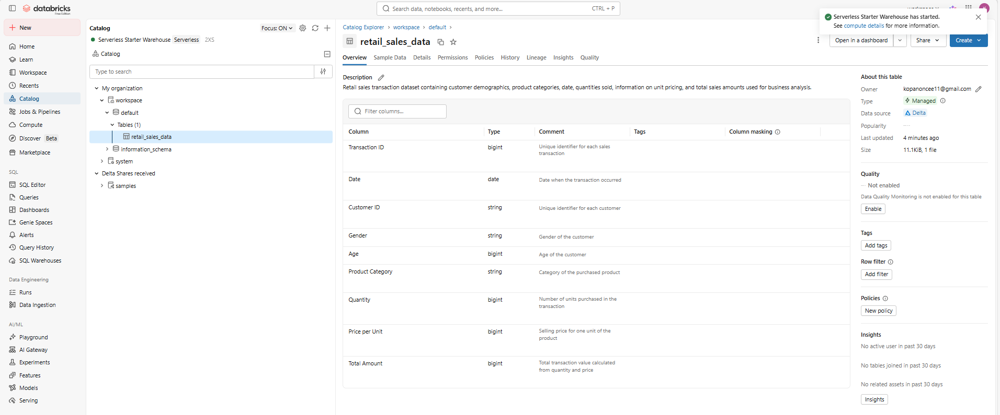 databricks
Free Edition
Search data, notebooks, recents, and more...
CTRL + P
K
Serverless Starter Warehouse has started.
See compute details for more information.
New
Home
Learn
Workspace
Recents
Catalog
Jobs & Pipelines
Compute
Discover Beta
Marketplace
SQL
SQL Editor
Queries
Dashboards
Genie Spaces
Alerts
Query History
SQL Warehouses
Data Engineering
Runs
Data Ingestion
AI/ML
Playground
AI Gateway
Experiments
Features
Models
Serving
Catalog
Focus: ON
Serverless Starter Warehouse Serverless 2XS
Catalog
Type to search
My organization
workspace
default
Tables (1)
retail_sales_data
information_schema
system
Delta Shares received
samples
Catalog Explorer > workspace > default >
retail_sales_data
Open in a dashboard
Share
Create
Overview Sample Data Details Permissions Policies History Lineage Insights Quality
Description
Retail sales transaction dataset containing customer demographics, product categories, date, quantities sold, information on unit pricing, and total sales amounts used for business analysis.
Filter columns...
Column Type Comment Tags Column masking
Transaction ID bigint Unique identifier for each sales
transaction
Date date Date when the transaction occurred
Customer ID string Unique identifier for each customer
Gender string Gender of the customer
Age bigint Age of the customer
Product Category string Category of the purchased product
Quantity bigint Number of units purchased in the
transaction
Price per Unit bigint Selling price for one unit of the
product
Total Amount bigint Total transaction value calculated
from quantity and price
About this table
Owner kopanoncee11@gmail.com
Type Managed
Data source Delta
Popularity
Last updated 4 minutes ago
Size 11.1KiB, 1 file
Quality
Not enabled
Data Quality Monitoring is not enabled for this table
Enable
Tags
Add tags
Row filter
Add filter
Policies
New policy
Insights
No active user in past 30 days
No tables joined in past 30 days
No related assets in past 30 days
Insights